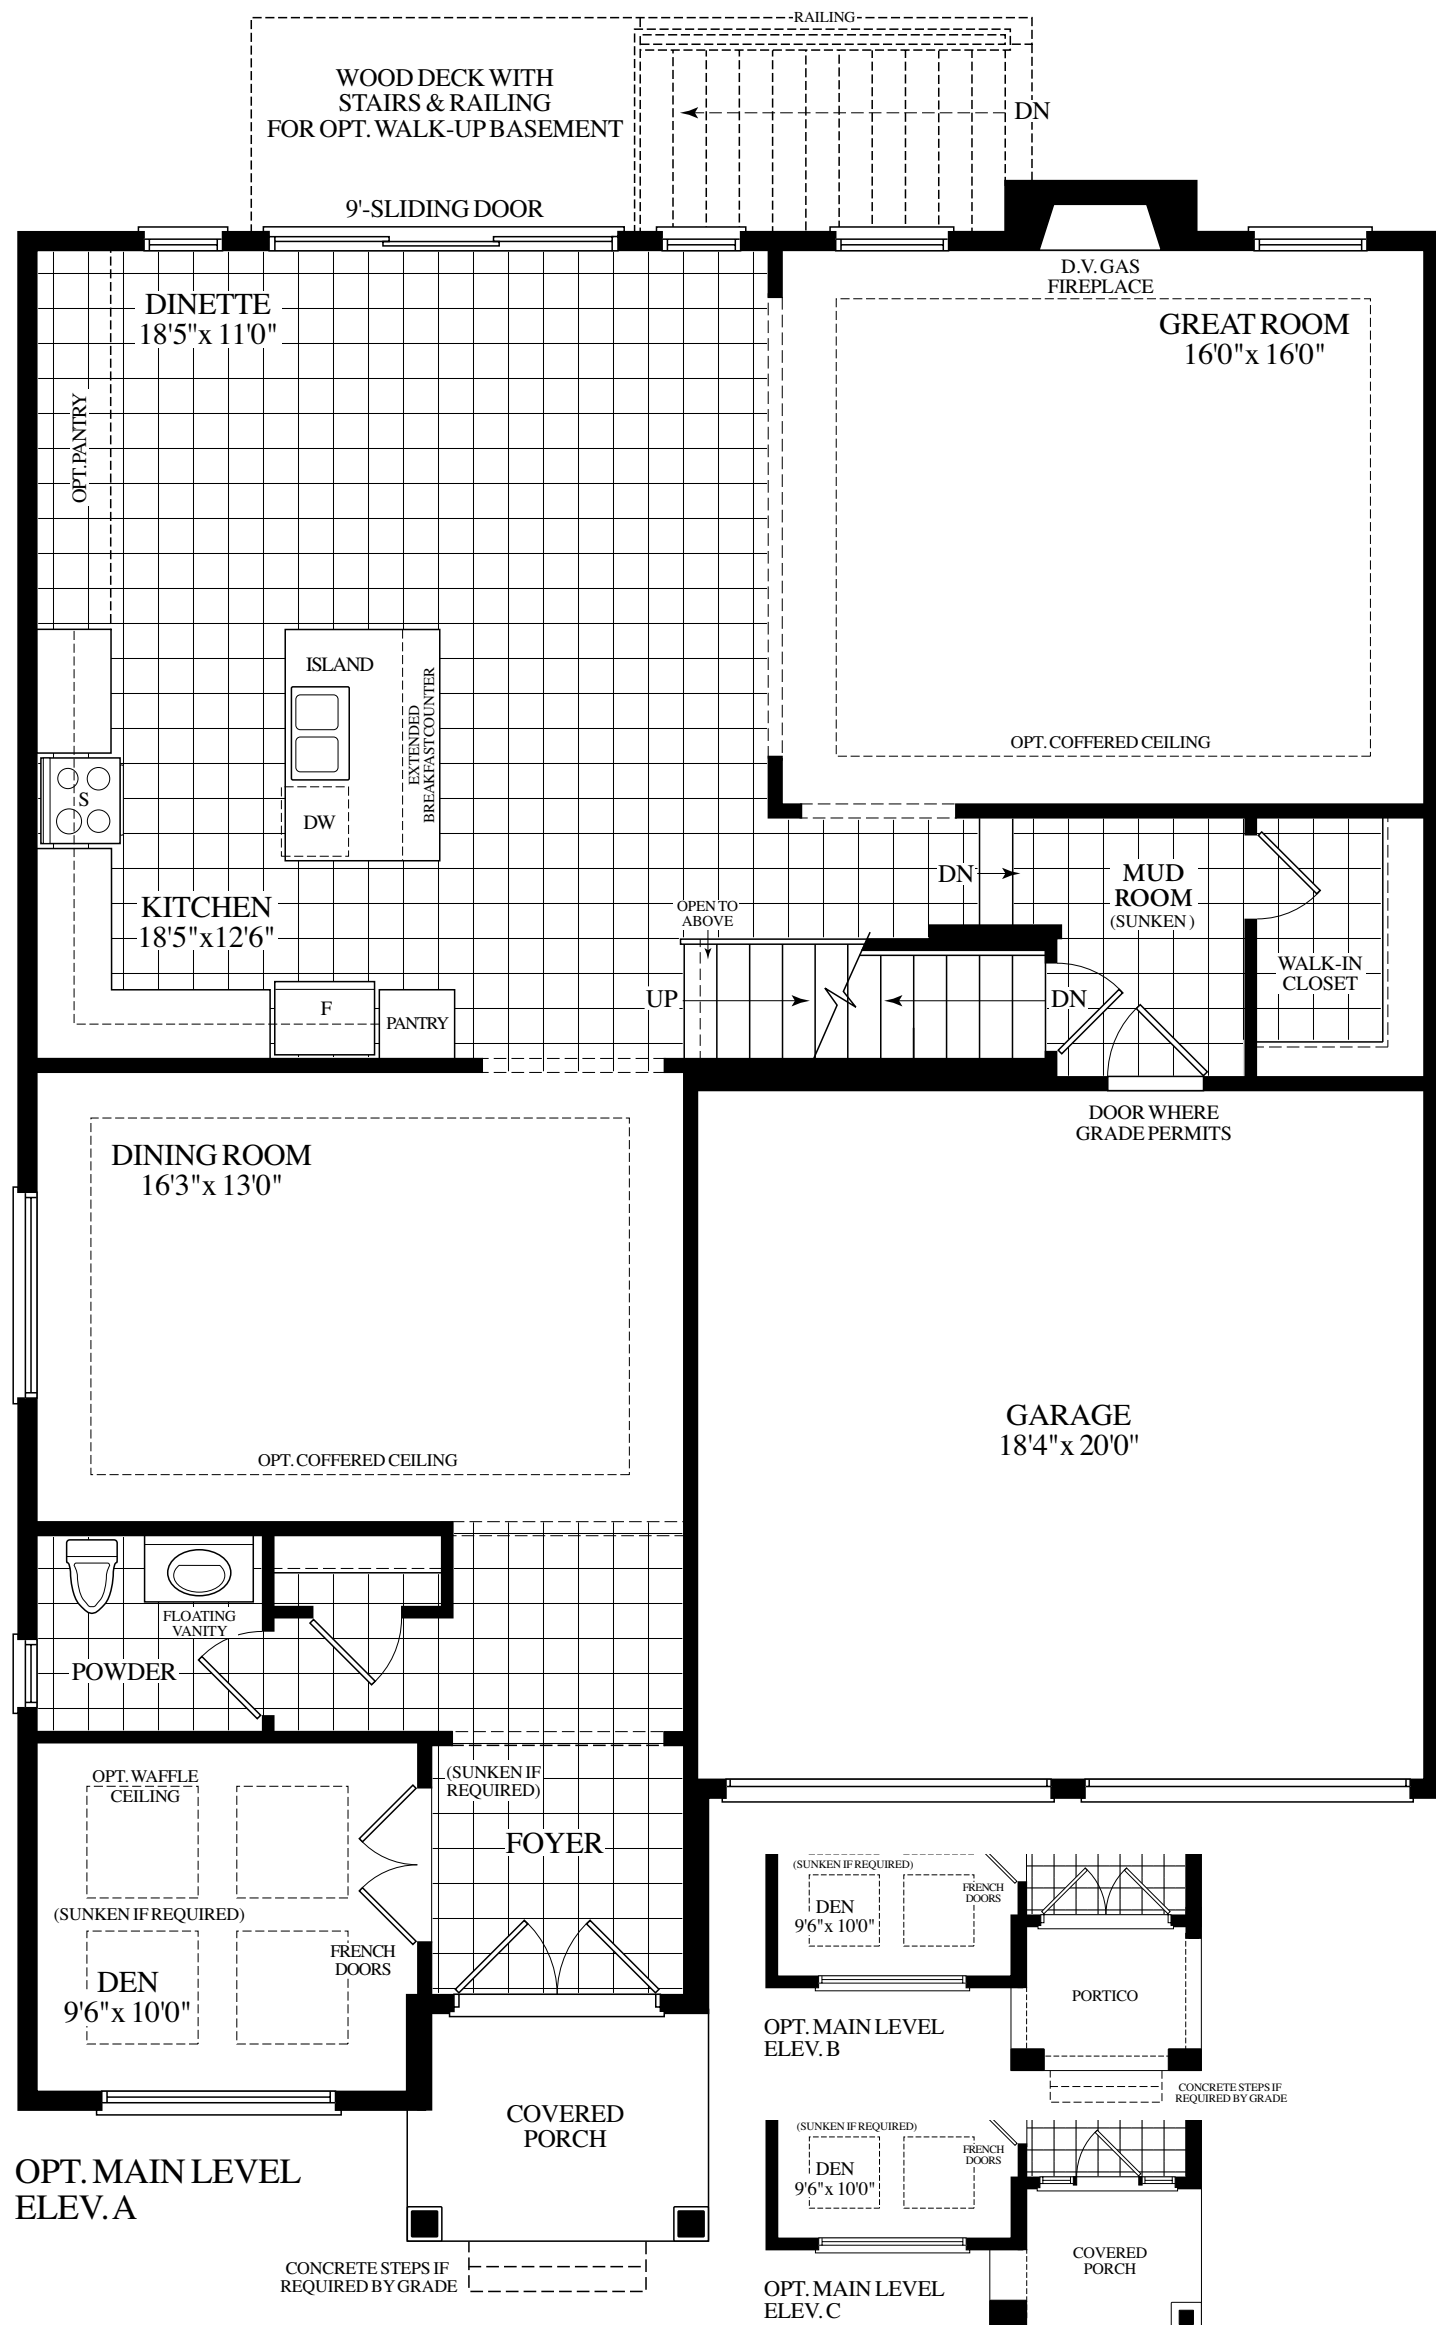 RAILING
WOOD DECK WITH
STAIRS & RAILING
FOR OPT. WALK-UP BASEMENT
DN
9'-SLIDING DOOR
D.V. GAS
FIREPLACE
DINETTE
18'5"x 11'0"
GREAT ROOM
16'0"x 16'0"
OPT. PANTRY
ISLAND
EXTENDED
BREAKFAST COUNTER
OPT. COFFERED CEILING
S
DW
DN
MUD
ROOM
(SUNKEN )
KITCHEN
18'5"x12'6"
OPEN TO
ABOVE
WALK-IN
CLOSET
UP
DN
F
PANTRY
DOOR WHERE
GRADE PERMITS
DINING ROOM
16'3"x 13'0"
GARAGE
18'4"x 20'0"
OPT. COFFERED CEILING
FLOATING
VANITY
POWDER
OPT. WAFFLE
CEILING
(SUNKEN IF
REQUIRED)
FOYER
(SUNKEN IF REQUIRED)
FRENCH
DOORS
DEN
9'6"x 10'0"
COVERED
PORCH
OPT. MAIN LEVEL
ELEV. A
CONCRETE STEPS IF
REQUIRED BY GRADE
(SUNKEN IF REQUIRED)
FRENCH
DOORS
DEN
9'6"x 10'0"
PORTICO
OPT. MAIN LEVEL
ELEV. B
CONCRETE STEPS IF
REQUIRED BY GRADE
(SUNKEN IF REQUIRED)
FRENCH
DOORS
DEN
9'6"x 10'0"
COVERED
PORCH
OPT. MAIN LEVEL
ELEV. C